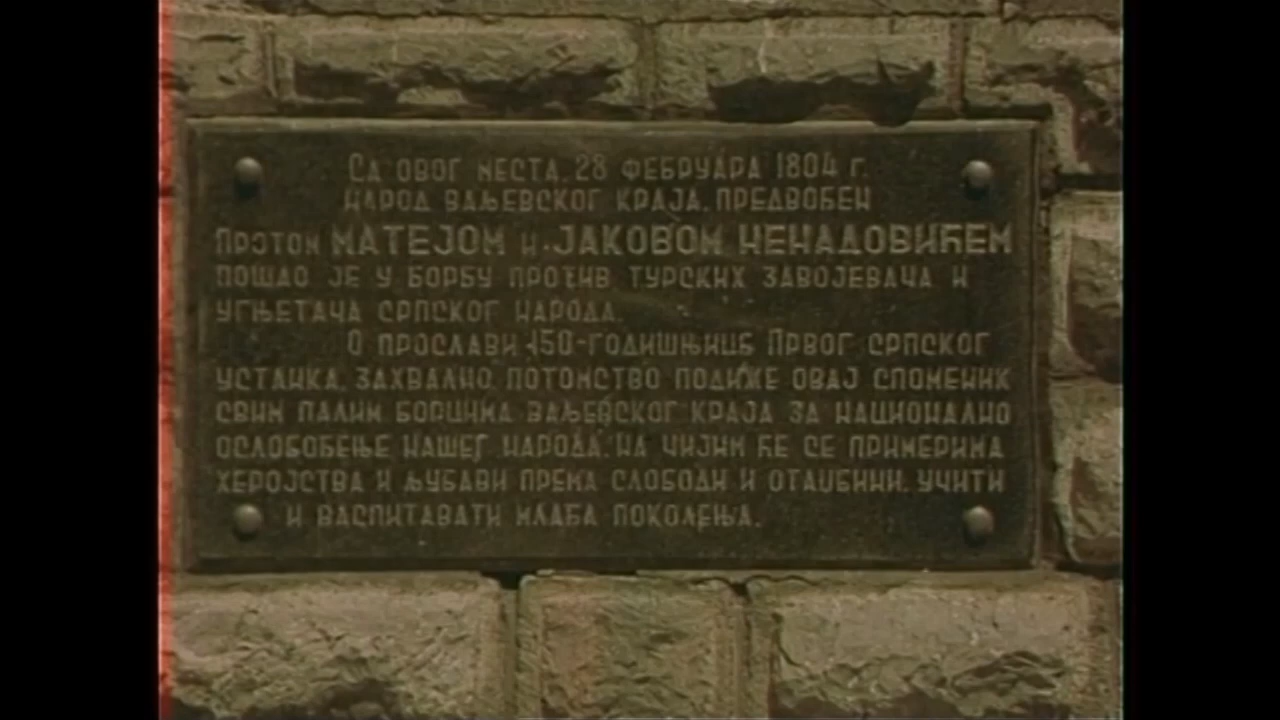 Са овог места, 28 фебруара 1804 г.
народ ваљевског краја, предвођен
Протом МАТЕЈОМ и ЈАКОВОМ НЕНАДОВИЋЕМ
пошао је у борбу против турских завојевача и
угњетача српског народа.
О прослави 150-годишњице Првог српског
устанка, захвално потомство подиже овај споменик
свим палим борцима ваљевског краја за национално
ослобођење нашег народа, на чијим ће се примерима
херојства и љубави према слободи и отаџбини, учити
и васпитавати млађа покољења.